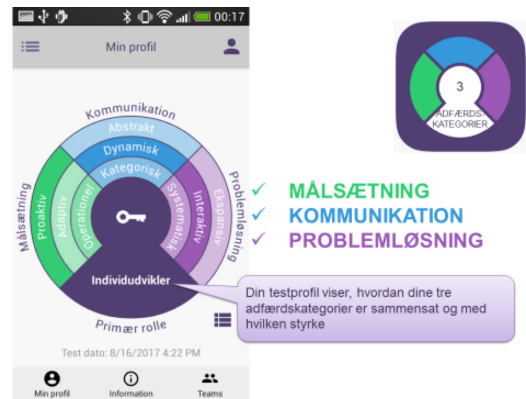 00:17
Min profil
Kommunikation
Abstrakt
Dynamisk
Kategorisk
Målsætning
Proaktiv
Adaptiv
Operationel
Systematisk
Interaktiv
Ekspansiv
Problemløsning
Individudvikler
Primær rolle
Test dato: 8/16/2017 4:22 PM
Min profil
Information
Teams
3
ADFÆRDS-
KATEGORIER
✓ MÅLSÆTNING
✓ KOMMUNIKATION
✓ PROBLEMLØSNING
Din testprofil viser, hvordan dine tre
adfærdskategorier er sammensat og med
hvilken styrke